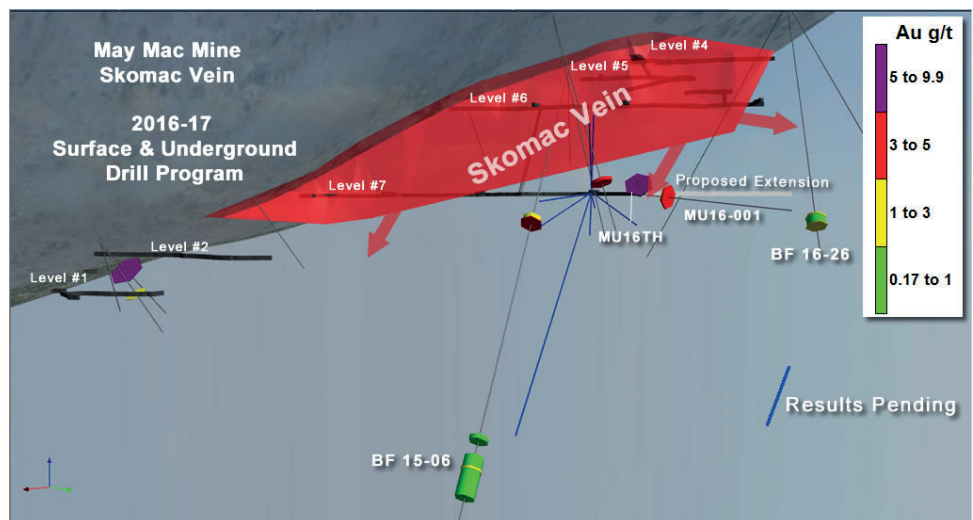 May Mac Mine
Skomac Vein
2016-17
Surface & Underground
Drill Program
Level #4
Level #5
Level #6
Skomac Vein
Level #7
Proposed Extension
MU16-001
MU16TH
BF 16-26
Level #2
Level #1
BF 15-06
Results Pending
Au g/t
5 to 9.9
3 to 5
1 to 3
0.17 to 1